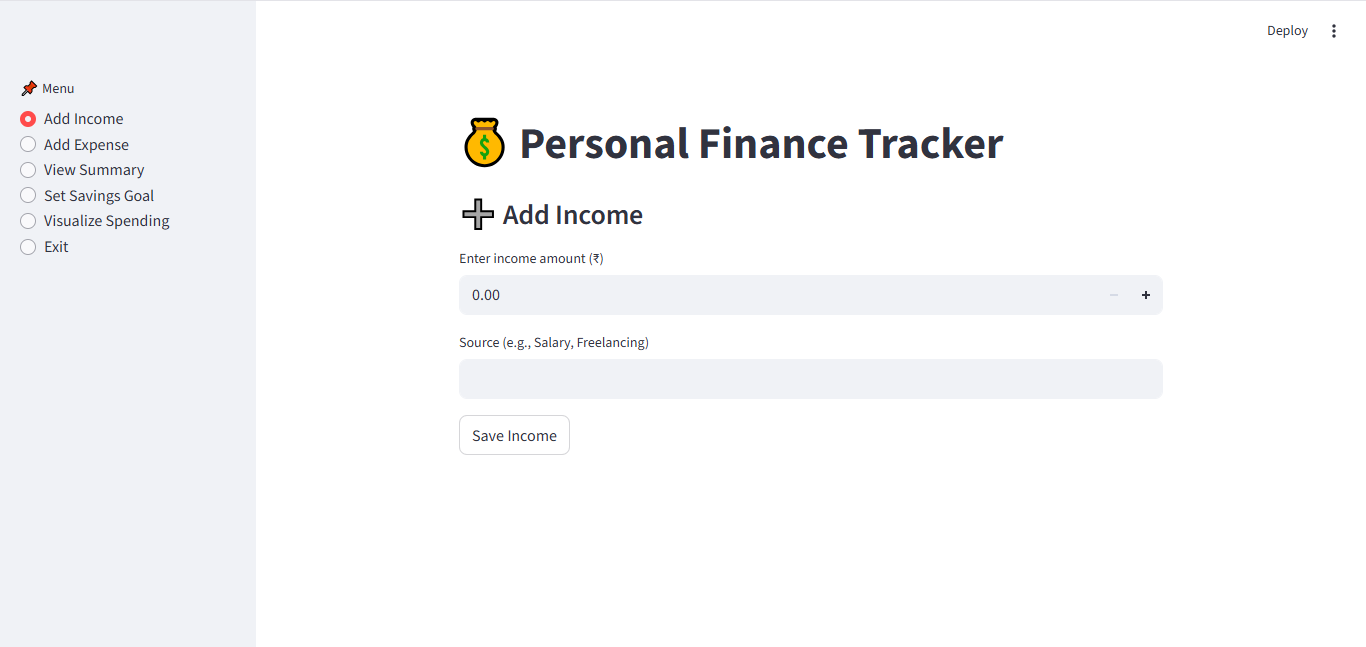 Deploy
📌 Menu
Add Income
Add Expense
View Summary
Set Savings Goal
Visualize Spending
Exit
💰 Personal Finance Tracker
➕ Add Income
Enter income amount (₹)
0.00
Source (e.g., Salary, Freelancing)
Save Income